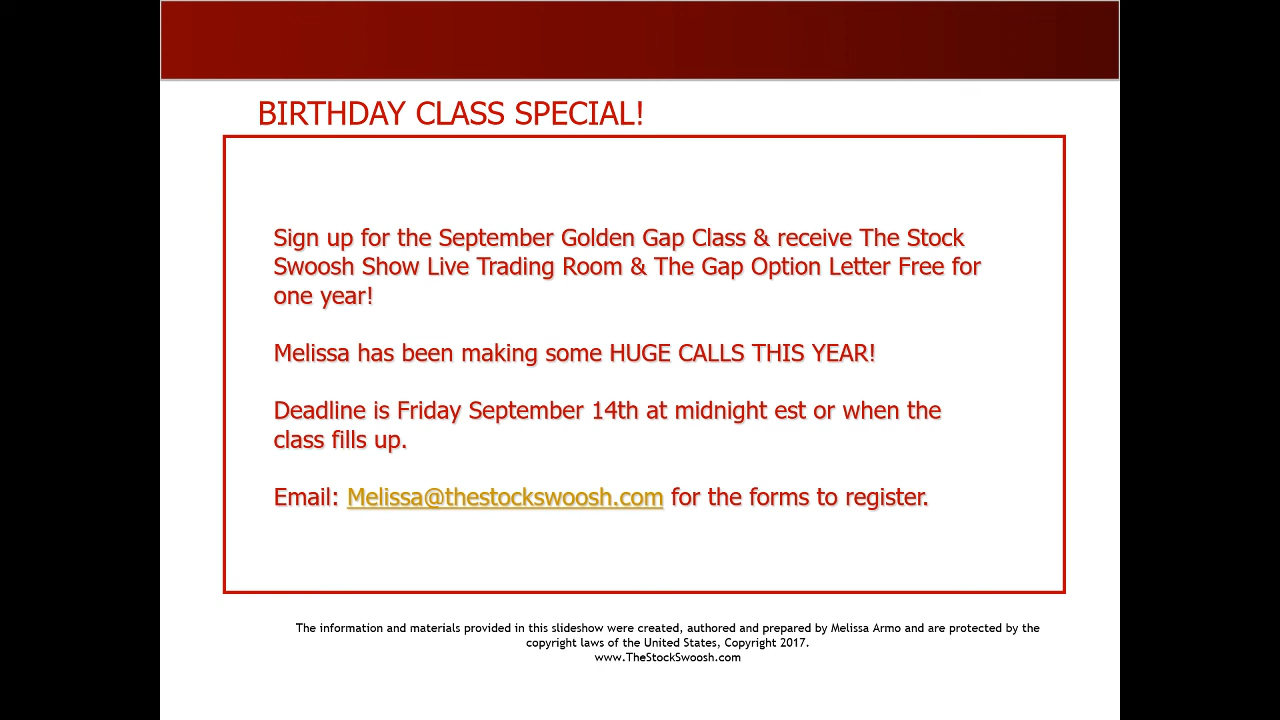 BIRTHDAY CLASS SPECIAL!
Sign up for the September Golden Gap Class & receive The Stock
Swoosh Show Live Trading Room & The Gap Option Letter Free for
one year!
Melissa has been making some HUGE CALLS THIS YEAR!
Deadline is Friday September 14th at midnight est or when the
class fills up.
Email: Melissa@thestockswoosh.com for the forms to register.
The information and materials provided in this slideshow were created, authored and prepared by Melissa Armo and are protected by the
copyright laws of the United States, Copyright 2017.
www.TheStockSwoosh.com